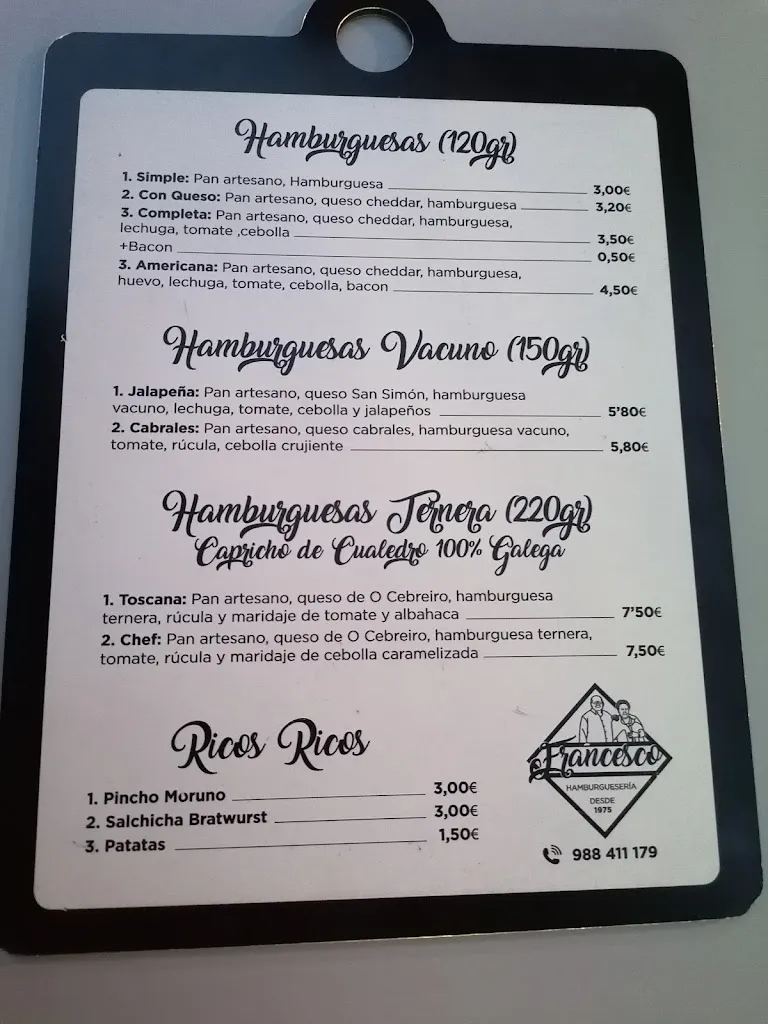 Hamburguesas (120gr)
1. Simple: Pan artesano, Hamburguesa 3,00€
2. Con Queso: Pan artesano, queso cheddar, hamburguesa 3,20€
3. Completa: Pan artesano, queso cheddar, hamburguesa,
lechuga, tomate ,cebolla 3,50€
+Bacon 0,50€
3. Americana: Pan artesano, queso cheddar, hamburguesa,
huevo, lechuga, tomate, cebolla, bacon 4,50€
Hamburguesas Vacuno (150gr)
1. Jalapeña: Pan artesano, queso San Simón, hamburguesa
vacuno, lechuga, tomate, cebolla y jalapeños 5'80€
2. Cabrales: Pan artesano, queso cabrales, hamburguesa vacuno,
tomate, rúcula, cebolla crujiente 5,80€
Hamburguesas Ternera (220gr)
Capricho de Cualedro 100% Galega
1. Toscana: Pan artesano, queso de O Cebreiro, hamburguesa
ternera, rúcula y maridaje de tomate y albahaca 7'50€
2. Chef: Pan artesano, queso de O Cebreiro, hamburguesa ternera,
tomate, rúcula y maridaje de cebolla caramelizada 7,50€
Ricos Ricos
1. Pincho Moruno 3,00€
2. Salchicha Bratwurst 3,00€
3. Patatas 1,50€
Francesco
HAMBURGUESERÍA
DESDE
1975
988 411 179